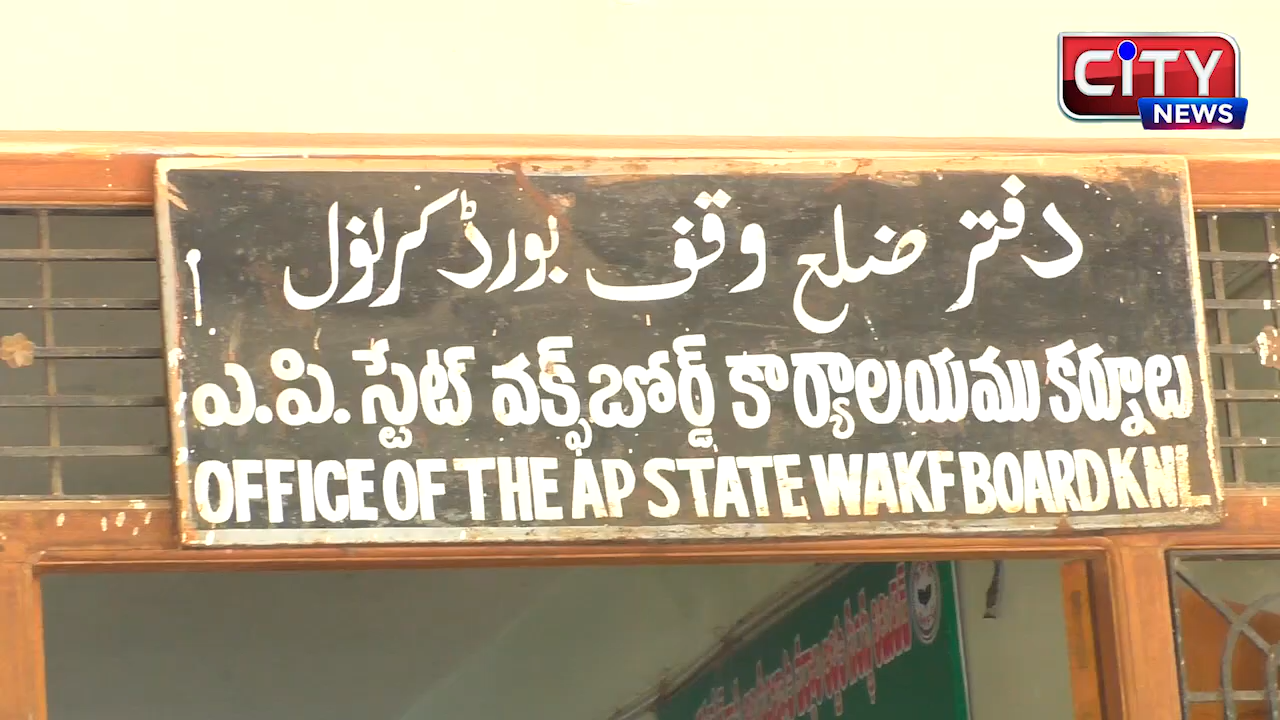 CITY
NEWS
دفتر ضلع وقف بورڈ کرنول
ఎ.పి. స్టేట్ వక్ఫ్ బోర్డ్ కార్యాలయము కర్నూలు
OFFICE OF THE AP STATE WAKF BOARD KNL